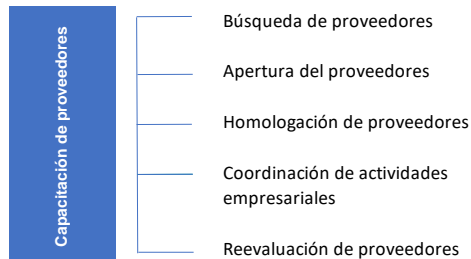 Capacitación de proveedores
Búsqueda de proveedores
Apertura del proveedores
Homologación de proveedores
Coordinación de actividades
empresariales
Reevaluación de proveedores